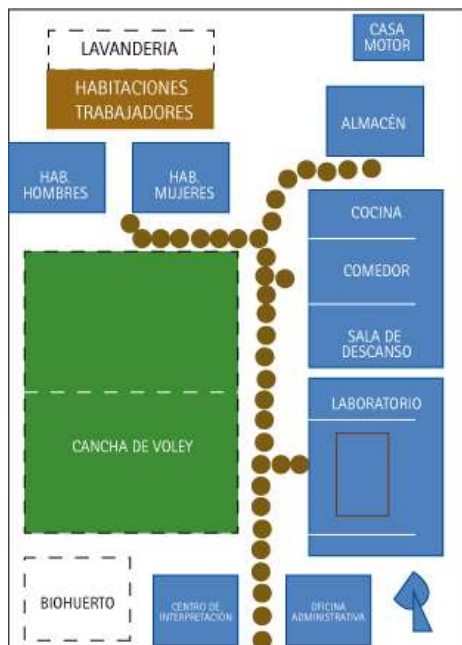 CASA
MOTOR
LAVANDERIA
HABITACIONES
TRABAJADORES
ALMACÉN
HAB.
HOMBRES
HAB.
MUJERES
COCINA
COMEDOR
SALA DE
DESCANSO
LABORATORIO
CANCHA DE VOLEY
BIOHUERTO
CENTRO DE
INTERPRETACIÓN
OFICINA
ADMINISTRATIVA